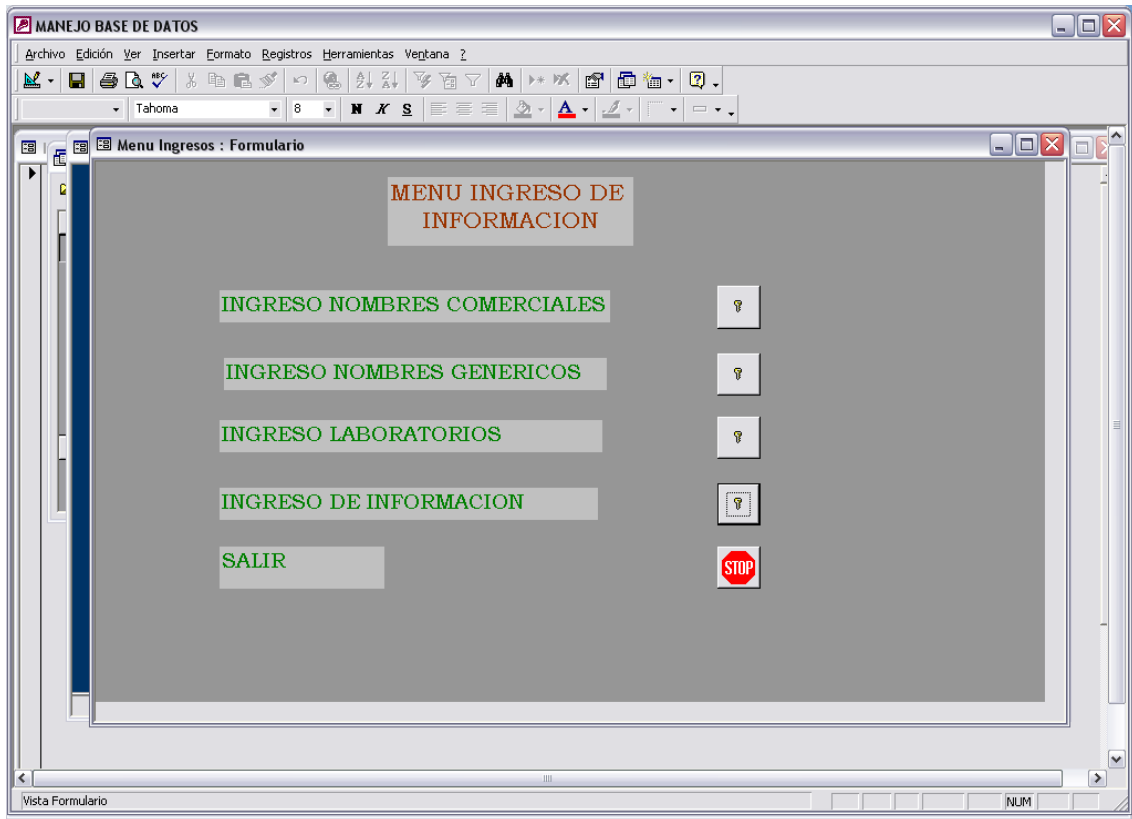 MANEJO BASE DE DATOS
Archivo Edición Ver Insertar Formato Registros Herramientas Ventana ?
ABC
Tahoma 8 N K S A
Menu Ingresos : Formulario
MENU INGRESO DE
INFORMACION
INGRESO NOMBRES COMERCIALES
INGRESO NOMBRES GENERICOS
INGRESO LABORATORIOS
INGRESO DE INFORMACION
SALIR
STOP
Vista Formulario
NUM